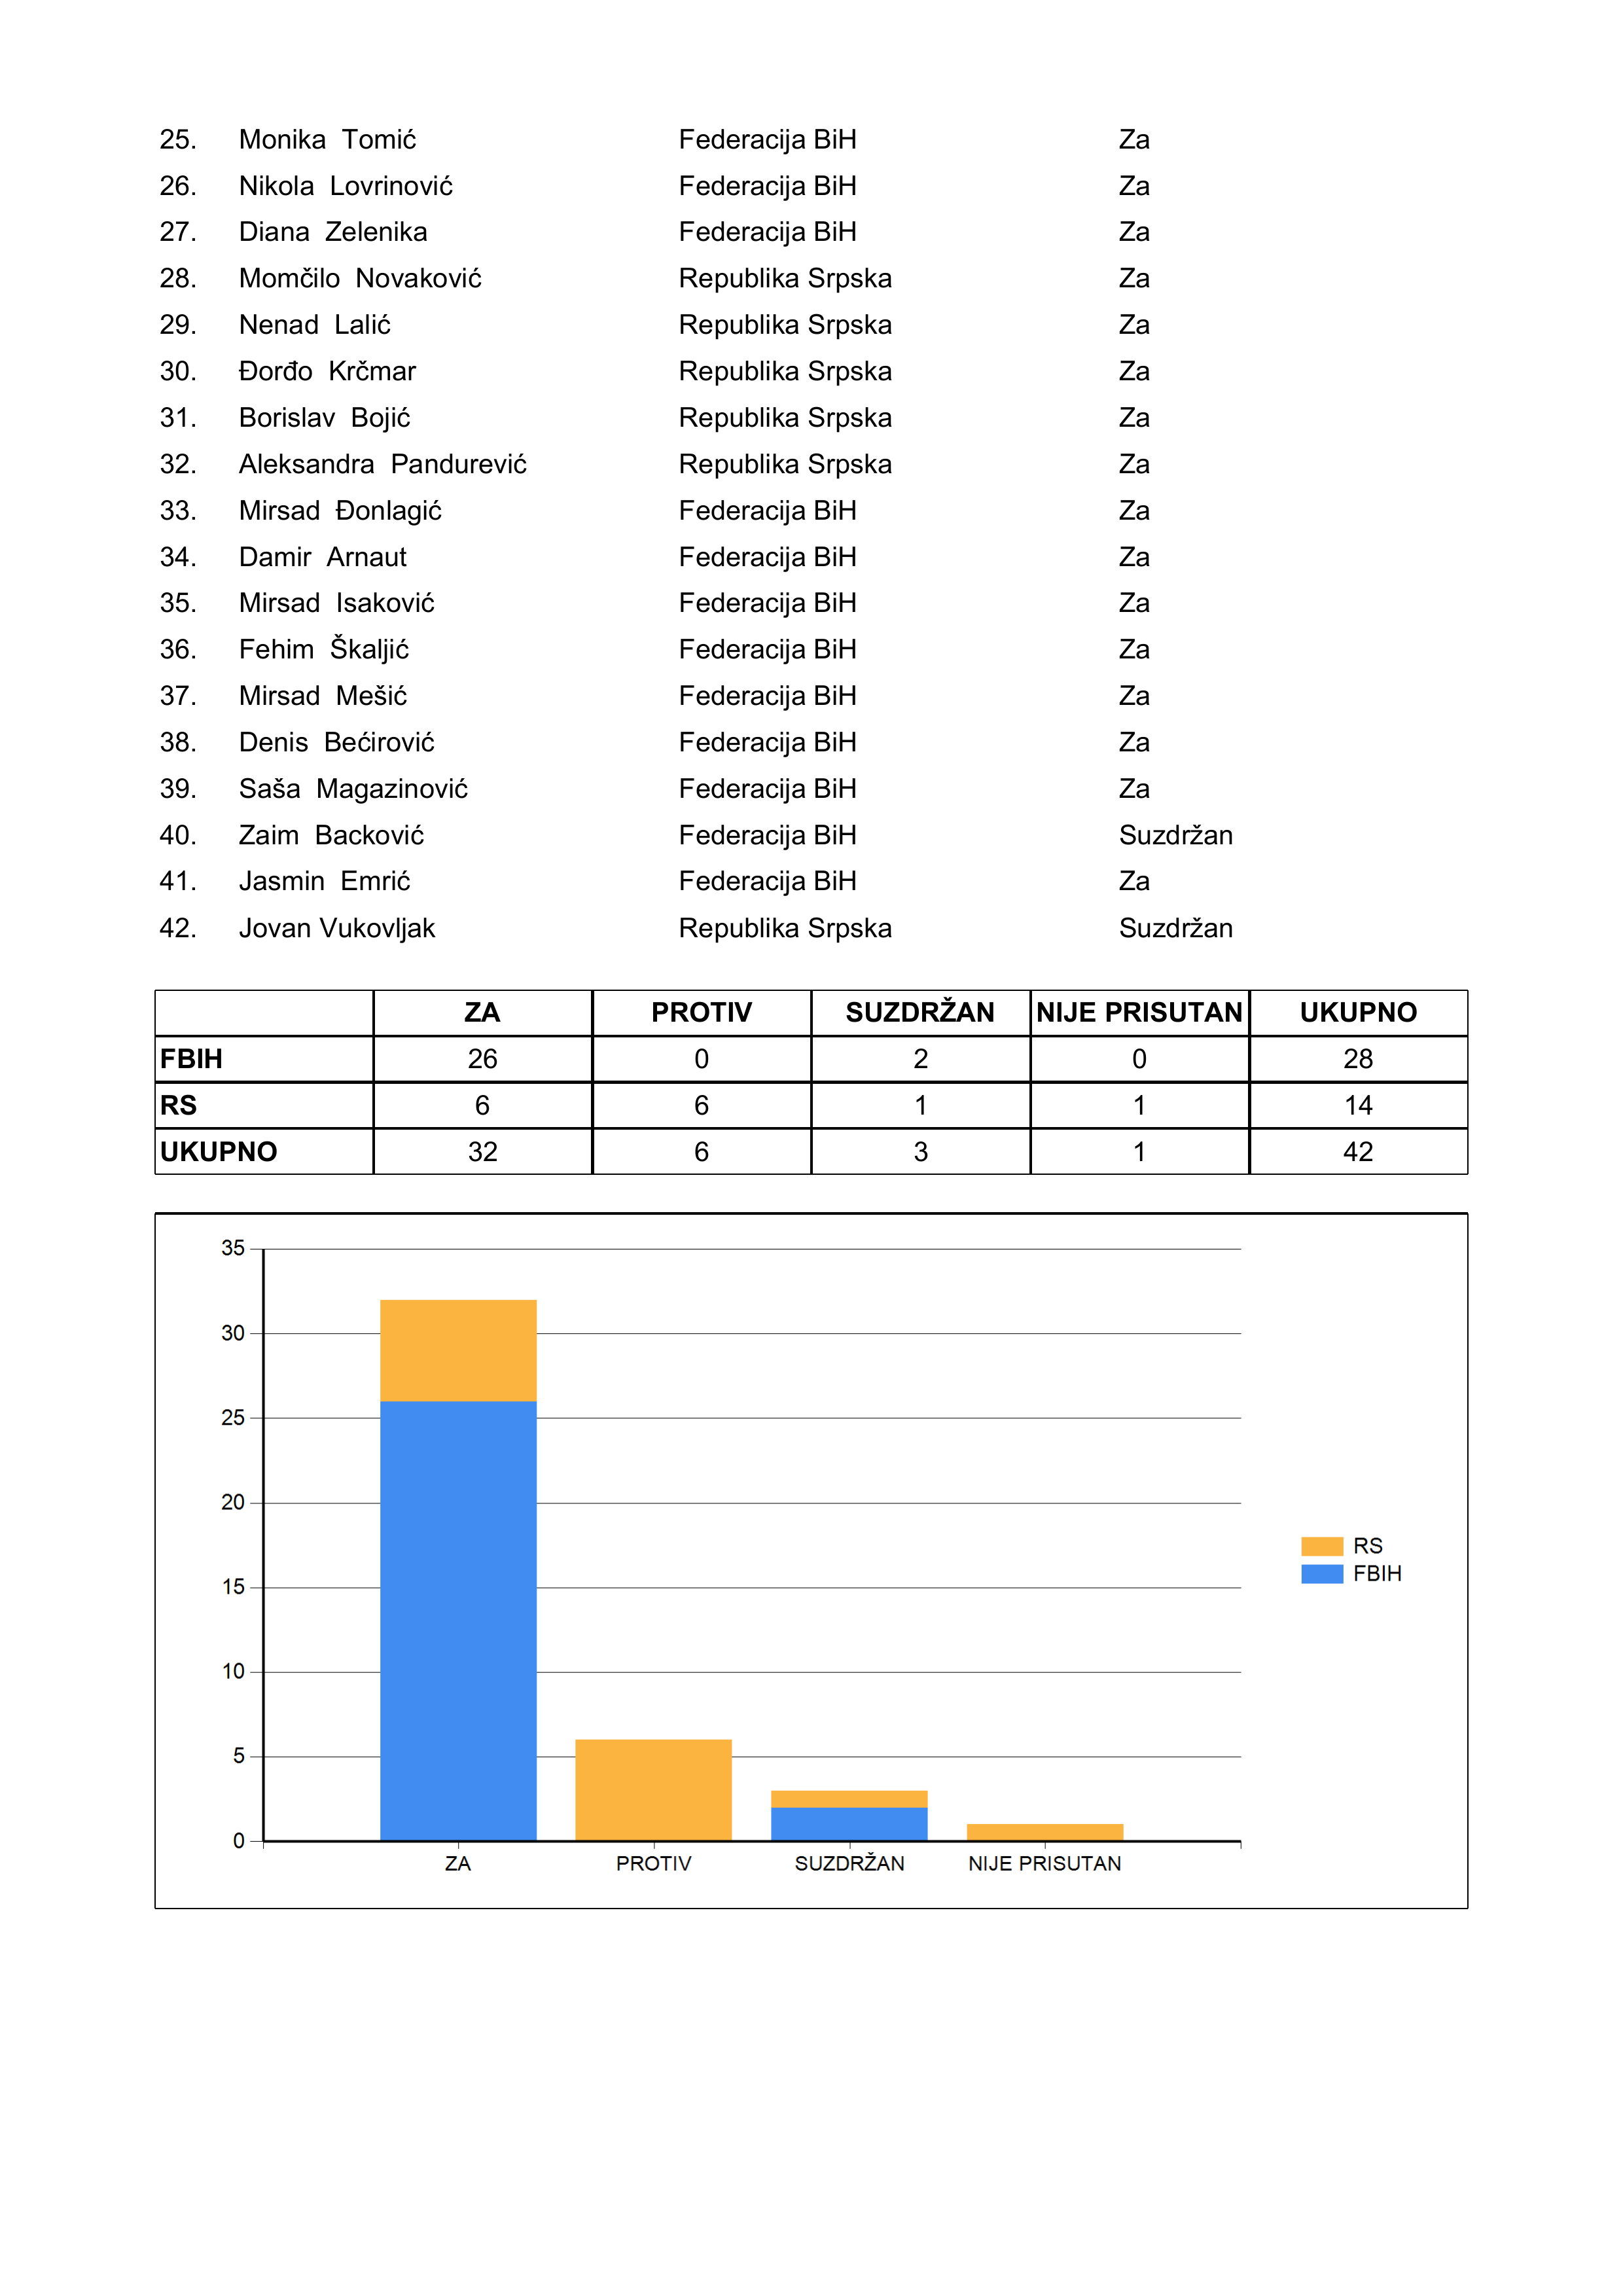 25. Monika Tomić Federacija BiH Za
26. Nikola Lovrinović Federacija BiH Za
27. Diana Zelenika Federacija BiH Za
28. Momčilo Novaković Republika Srpska Za
29. Nenad Lalić Republika Srpska Za
30. Đorđo Krčmar Republika Srpska Za
31. Borislav Bojić Republika Srpska Za
32. Aleksandra Pandurević Republika Srpska Za
33. Mirsad Đonlagić Federacija BiH Za
34. Damir Arnaut Federacija BiH Za
35. Mirsad Isaković Federacija BiH Za
36. Fehim Škaljić Federacija BiH Za
37. Mirsad Mešić Federacija BiH Za
38. Denis Bećirović Federacija BiH Za
39. Saša Magazinović Federacija BiH Za
40. Zaim Backović Federacija BiH Suzdržan
41. Jasmin Emrić Federacija BiH Za
42. Jovan Vukovljak Republika Srpska Suzdržan
ZA PROTIV SUZDRŽAN NIJE PRISUTAN UKUPNO
FBIH 26 0 2 0 28
RS 6 6 1 1 14
UKUPNO 32 6 3 1 42
35
30
25
20
15
10
5
0
ZA PROTIV SUZDRŽAN NIJE PRISUTAN
RS
FBIH